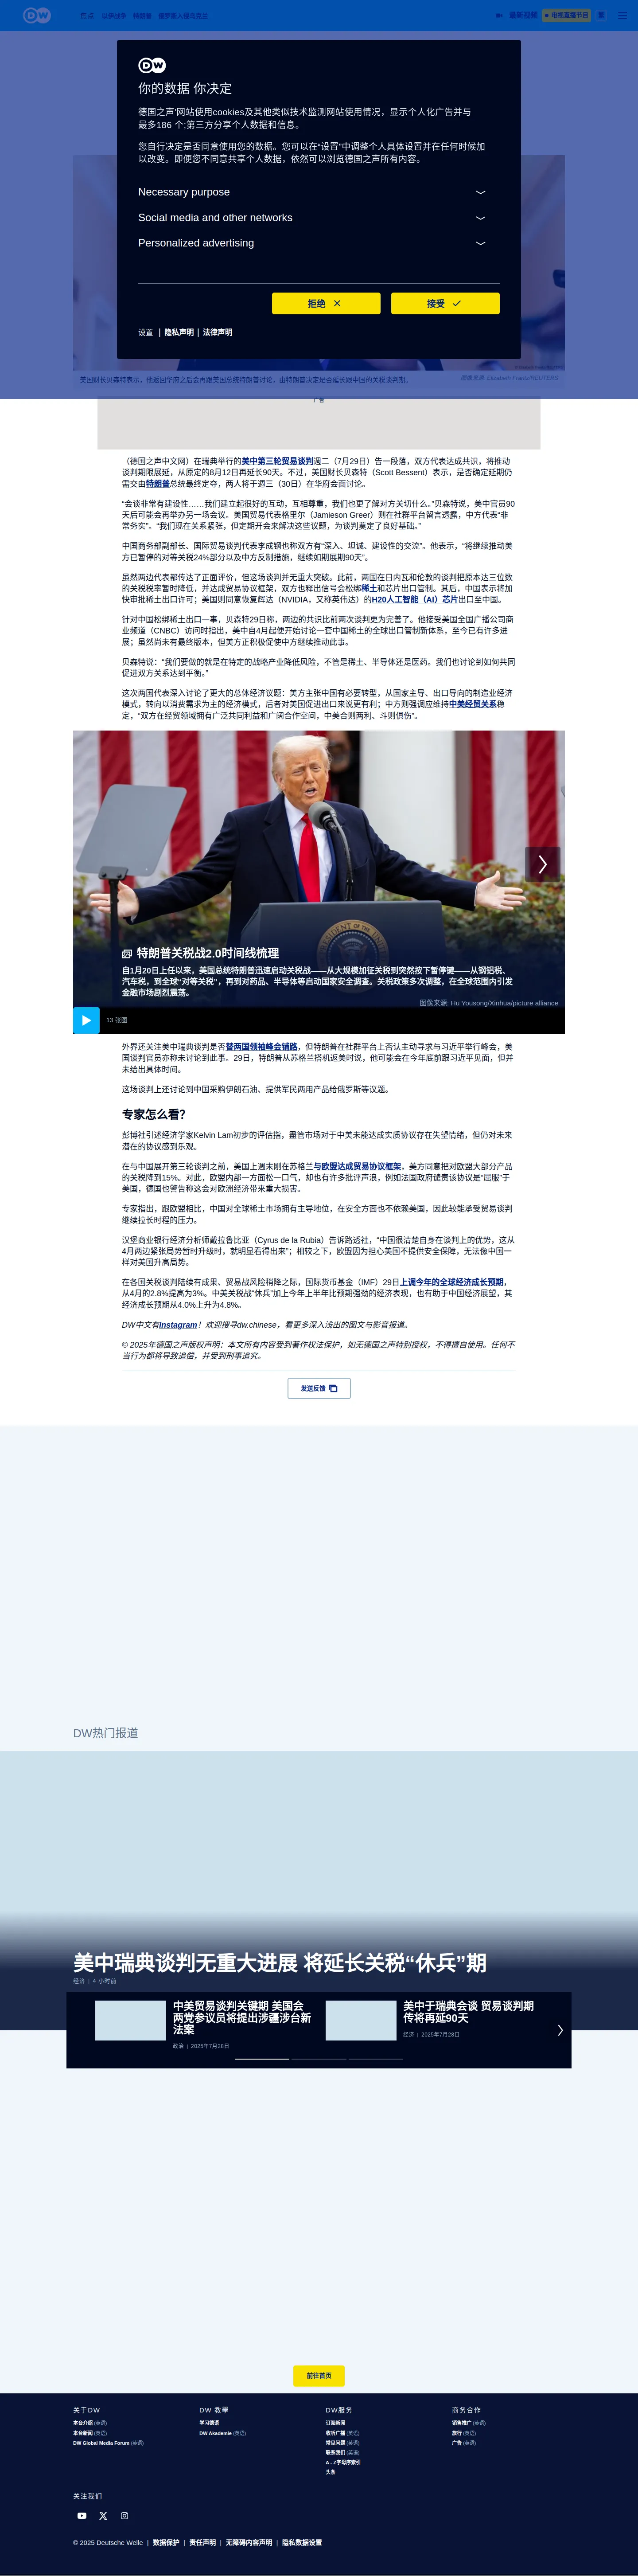 DW
热点
以伊战争
特朗普
俄罗斯入侵乌克兰
最新视频
电视直播节目
DW
你的数据 你决定
德国之声'网站使用cookies及其他类似技术监测网站使用情况，显示个人化广告并与
最多186 个;第三方分享个人数据和信息。
您自行决定是否同意使用您的数据。您可以在“设置”中调整个人具体设置并在任何时候加
以改变。即便您不同意共享个人数据，依然可以浏览德国之声所有内容。
Necessary purpose
Social media and other networks
Personalized advertising
拒绝
接受
设置 | 隐私声明 | 法律声明
美国财长贝森特表示，他返回华府之后会再跟美国总统特朗普讨论，由特朗普决定是否延长跟中国的关税谈判期。
图像来源: Elizabeth Frantz/REUTERS
广告
（德国之声中文网）在瑞典举行的美中第三轮贸易谈判週二（7月29日）告一段落，双方代表达成共识，将推动
谈判期限展延，从原定的8月12日再延长90天。不过，美国财长贝森特（Scott Bessent）表示，是否确定延期仍
需交由特朗普总统最终定夺，两人将于週三（30日）在华府会面讨论。
“会谈非常有建设性……我们建立起很好的互动，互相尊重，我们也更了解对方关切什么。”贝森特说，美中官员90
天后可能会再举办另一场会议。美国贸易代表格里尔（Jamieson Greer）则在社群平台留言透露，中方代表“非
常务实”。“我们现在关系紧张，但定期开会来解决这些议题，为谈判奠定了良好基础。”
中国商务部副部长、国际贸易谈判代表李成钢也称双方有“深入、坦诚、建设性的交流”。他表示，“将继续推动美
方已暂停的对等关税24%部分以及中方反制措施，继续如期展期90天”。
虽然两边代表都传达了正面评价，但这场谈判并无重大突破。此前，两国在日内瓦和伦敦的谈判把原本达三位数
的关税税率暂时降低，并达成贸易协议框架，双方也释出信号会松绑稀土和芯片出口管制。其后，中国表示将加
快审批稀土出口许可；美国则同意恢复辉达（NVIDIA，又称英伟达）的H20人工智能（AI）芯片出口至中国。
针对中国松绑稀土出口一事，贝森特29日称，两边的共识比前两次谈判更为完善了。他接受美国全国广播公司商
业频道（CNBC）访问时指出，美中自4月起便开始讨论一套中国稀土的全球出口管制新体系，至今已有许多进
展；虽然尚未有最终版本，但美方正积极促使中方继续推动此事。
贝森特说：“我们要做的就是在特定的战略产业降低风险，不管是稀土、半导体还是医药。我们也讨论到如何共同
促进双方关系达到平衡。”
这次两国代表深入讨论了更大的总体经济议题：美方主张中国有必要转型，从国家主导、出口导向的制造业经济
模式，转向以消费需求为主的经济模式，后者对美国促进出口来说更有利；中方则强调应维持中美经贸关系稳
定，“双方在经贸领域拥有广泛共同利益和广阔合作空间，中美合则两利、斗则俱伤”。
特朗普关税战2.0时间线梳理
自1月20日上任以来，美国总统特朗普迅速启动关税战——从大规模加征关税到突然按下暂停键——从钢铝税、
汽车税，到全球“对等关税”，再到对药品、半导体等启动国家安全调查。关税政策多次调整，在全球范围内引发
金融市场剧烈震荡。
图像来源: Hu Yousong/Xinhua/picture alliance
13 张图
外界还关注美中瑞典谈判是否替两国领袖峰会铺路，但特朗普在社群平台上否认主动寻求与习近平举行峰会，美
国谈判官员亦称未讨论到此事。29日，特朗普从苏格兰搭机返美时说，他可能会在今年底前跟习近平见面，但并
未给出具体时间。
这场谈判上还讨论到中国采购伊朗石油、提供军民两用产品给俄罗斯等议题。
专家怎么看？
彭博社引述经济学家Kelvin Lam初步的评估指，盡管市场对于中美未能达成实质协议存在失望情绪，但仍对未来
潜在的协议感到乐观。
在与中国展开第三轮谈判之前，美国上週末刚在苏格兰与欧盟达成贸易协议框架，美方同意把对欧盟大部分产品
的关税降到15%。对此，欧盟内部一方面松一口气，却也有许多批评声浪，例如法国政府谴责该协议是“屈服”于
美国，德国也警告称这会对欧洲经济带来重大损害。
专家指出，跟欧盟相比，中国对全球稀土市场拥有主导地位，在安全方面也不依赖美国，因此较能承受贸易谈判
继续拉长时程的压力。
汉堡商业银行经济分析师戴拉鲁比亚（Cyrus de la Rubia）告诉路透社，“中国很清楚自身在谈判上的优势，这从
4月两边紧张局势暂时升级时，就明显看得出来”；相较之下，欧盟因为担心美国不提供安全保障，无法像中国一
样对美国升高局势。
在各国关税谈判陆续有成果、贸易战风险稍降之际，国际货币基金（IMF）29日上调今年的全球经济成长预期，
从4月的2.8%提高为3%。中美关税战“休兵”加上今年上半年比预期强劲的经济表现，也有助于中国经济展望，其
经济成长预期从4.0%上升为4.8%。
DW中文有Instagram！欢迎搜寻dw.chinese，看更多深入浅出的图文与影音报道。
© 2025年德国之声版权声明：本文所有内容受到著作权法保护，如无德国之声特别授权，不得擅自使用。任何不
当行为都将导致追偿，并受到刑事追究。
发送反馈
DW热门报道
美中瑞典谈判无重大进展 将延长关税“休兵”期
经济 | 4 小时前
中美贸易谈判关键期 美国会
两党参议员将提出涉疆涉台新
法案
政治 | 2025年7月28日
美中于瑞典会谈 贸易谈判期
传将再延90天
经济 | 2025年7月28日
前往首页
关于DW
本台介绍 (英语)
本台新闻 (英语)
DW Global Media Forum (英语)
DW 教學
学习德语
DW Akademie (英语)
DW服务
订阅新闻
收听广播 (英语)
常见问题 (英语)
联系我们 (英语)
A - Z字母序索引
头条
商务合作
销售推广 (英语)
旅行 (英语)
广告 (英语)
关注我们
© 2025 Deutsche Welle | 数据保护 | 责任声明 | 无障碍内容声明 | 隐私数据设置